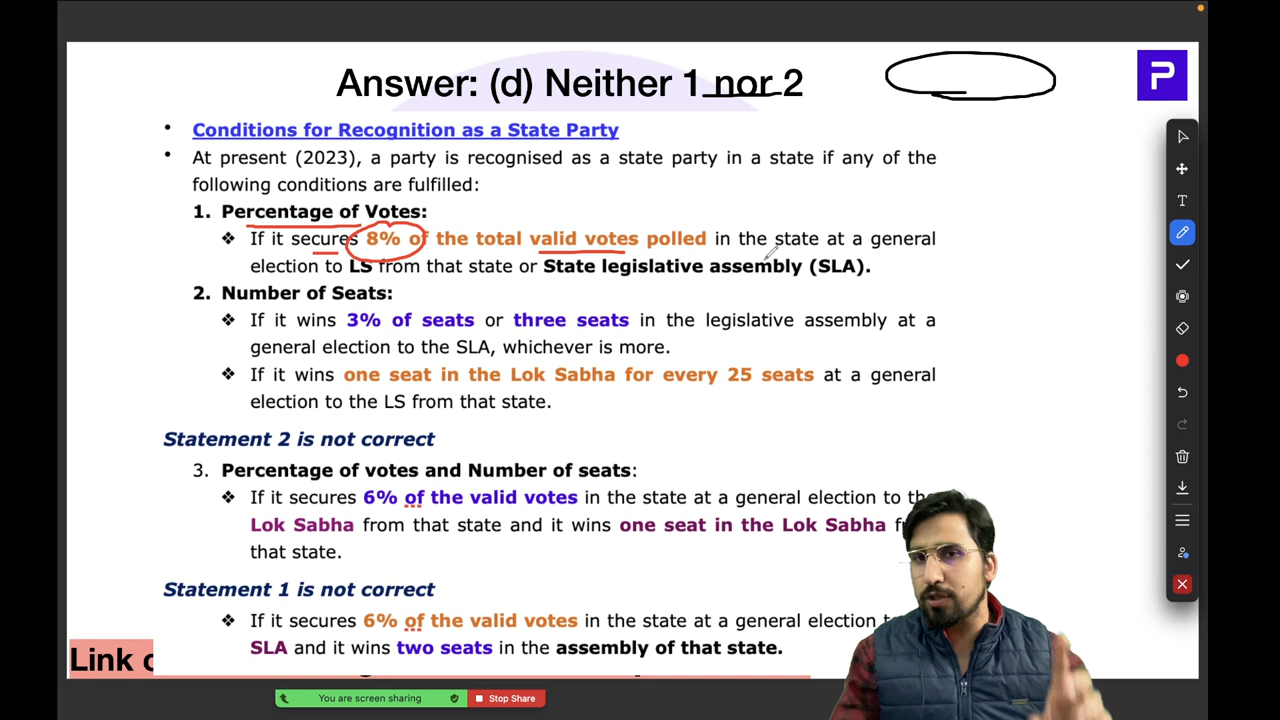 Answer: (d) Neither 1 nor 2
P
• Conditions for Recognition as a State Party
• At present (2023), a party is recognised as a state party in a state if any of the
following conditions are fulfilled:
1. Percentage of Votes:
❖ If it secures 8% of the total valid votes polled in the state at a general
election to LS from that state or State legislative assembly (SLA).
2. Number of Seats:
❖ If it wins 3% of seats or three seats in the legislative assembly at a
general election to the SLA, whichever is more.
❖ If it wins one seat in the Lok Sabha for every 25 seats at a general
election to the LS from that state.
Statement 2 is not correct
3. Percentage of votes and Number of seats:
❖ If it secures 6% of the valid votes in the state at a general election to the
Lok Sabha from that state and it wins one seat in the Lok Sabha
that state.
Statement 1 is not correct
❖ If it secures 6% of the valid votes in the state at a general election
SLA and it wins two seats in the assembly of that state.
Link
You are screen sharing
Stop Share
T